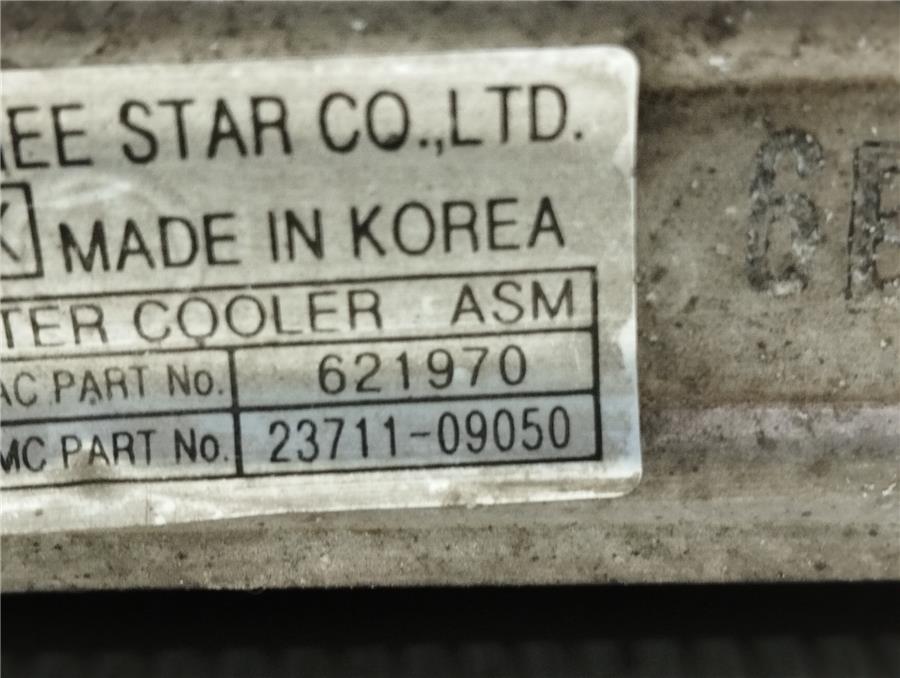 EE STAR CO.,LTD.
MADE IN KOREA
TER COOLER ASM
AC PART No. 621970
MC PART No. 23711-09050
6